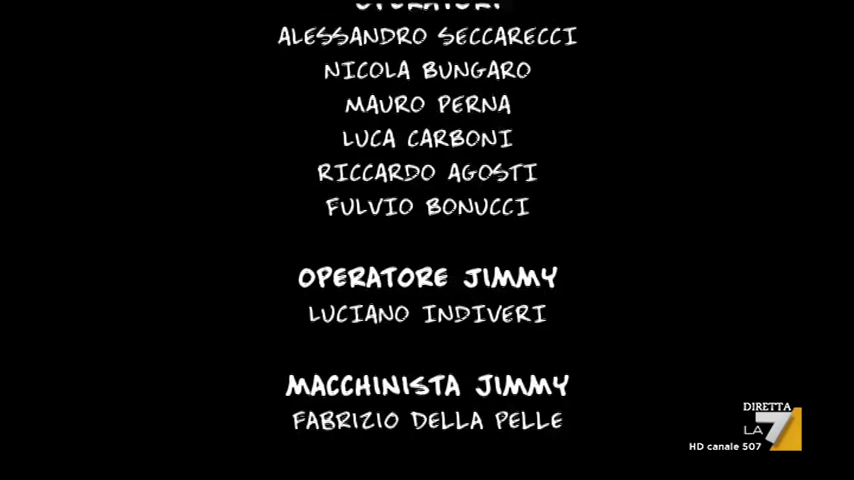 OPERATORI
ALESSANDRO SECCARECCI
NICOLA BUNGARO
MAURO PERNA
LUCA CARBONI
RICCARDO AGOSTI
FULVIO BONUCCI
OPERATORE JIMMY
LUCIANO INDIVERI
MACCHINISTA JIMMY
FABRIZIO DELLA PELLE
DIRETTA
LA7
HD canale 507